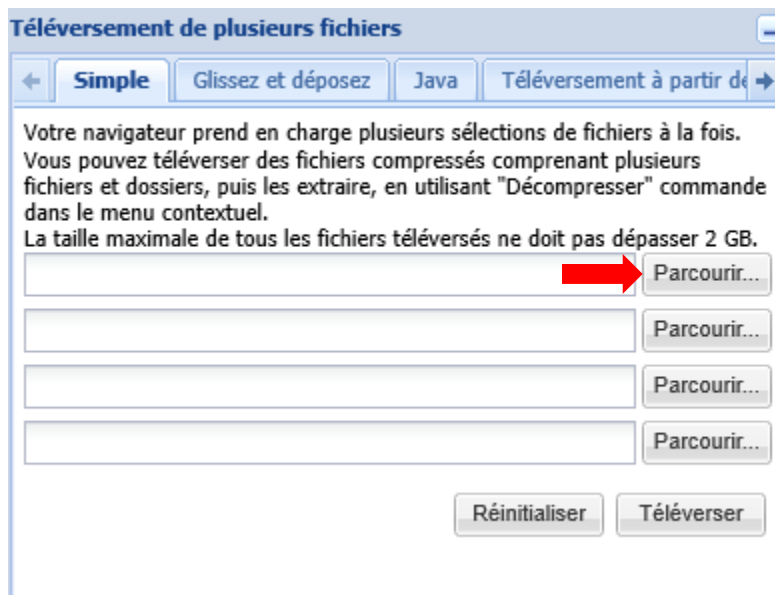 Téléversement de plusieurs fichiers
Simple Glissez et déposez Java Téléversement à partir de
Votre navigateur prend en charge plusieurs sélections de fichiers à la fois.
Vous pouvez téléverser des fichiers compressés comprenant plusieurs
fichiers et dossiers, puis les extraire, en utilisant "Décompresser" commande
dans le menu contextuel.
La taille maximale de tous les fichiers téléversés ne doit pas dépasser 2 GB.
Parcourir...
Parcourir...
Parcourir...
Parcourir...
Réinitialiser Téléverser